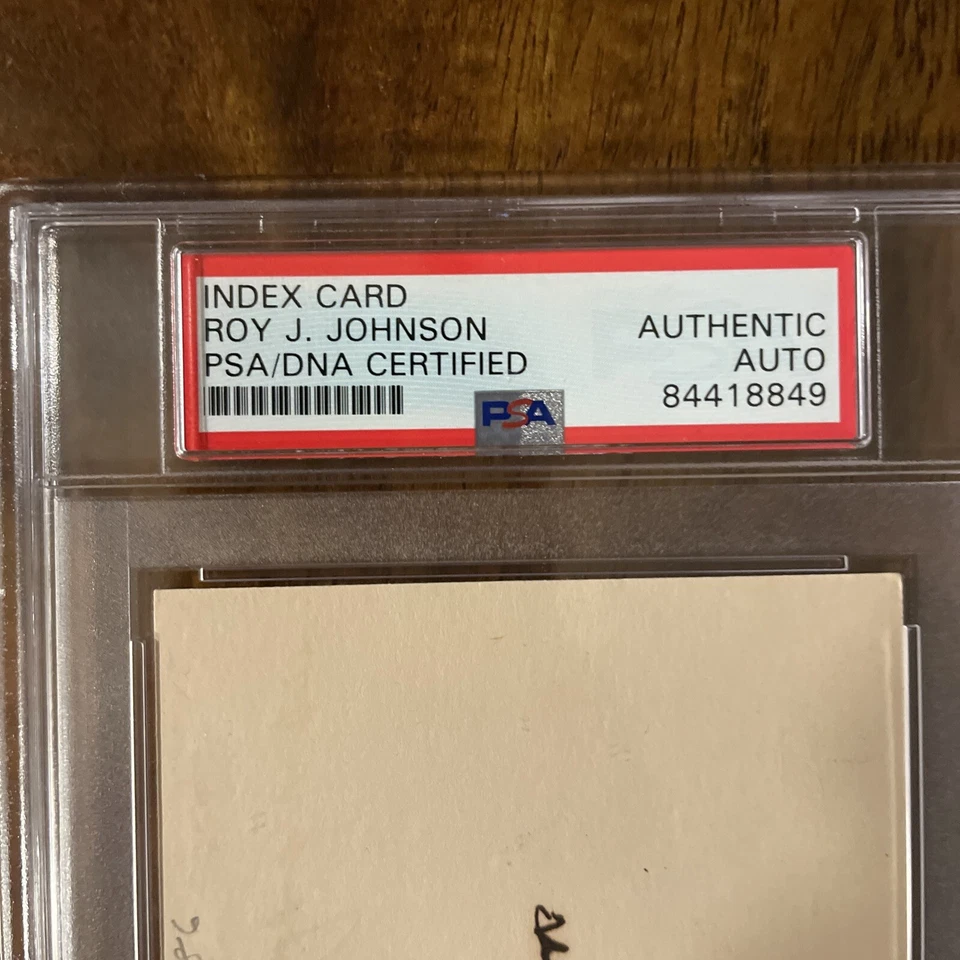 INDEX CARD
ROY J. JOHNSON
PSA/DNA CERTIFIED
AUTHENTIC
AUTO
84418849
PSA